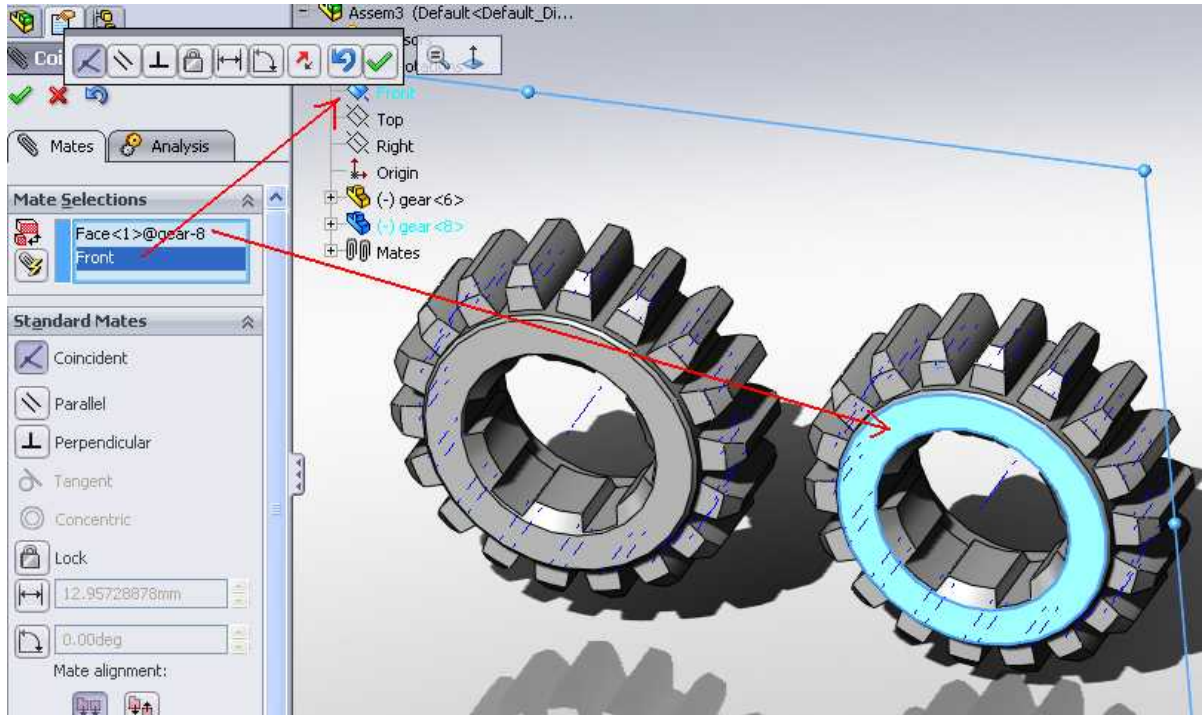 Assem3 (Default<Default_Di...
Coi
Front
Top
Mates
Analysis
Right
Origin
Mate Selections
(-) gear<6>
Face<1>@gear-8
(-) gear<8>
Front
Mates
Standard Mates
Coincident
Parallel
Perpendicular
Tangent
Concentric
Lock
12.95728878mm
0.00deg
Mate alignment: